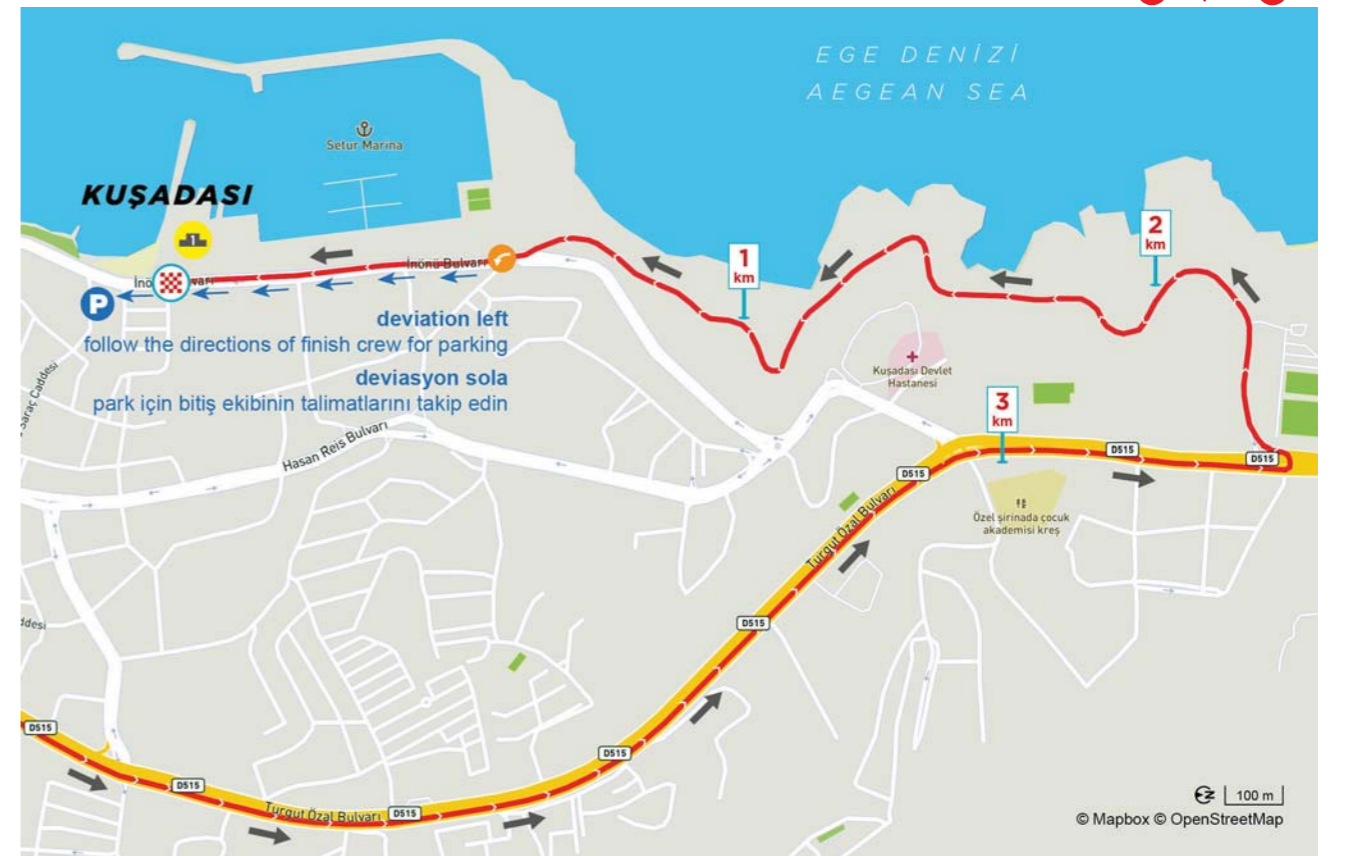 EGE DENİZİ
AEGEAN SEA
Setur Marina
KUŞADASI
1
İnönü Bulvarı
P
1
km
2
km
deviation left
follow the directions of finish crew for parking
deviasyon sola
park için bitiş ekibinin talimatlarını takip edin
Kuşadası Devlet
Hastanesi
3
km
Hasan Reis Bulvarı
Saraç Caddesi
D515
D515
D515
Özel şirinada çocuk
akademisi kreş
Turgut Özal Bulvarı
D515
D515
D515
D515
Turgut Özal Bulvarı
D515
Z
100 m
© Mapbox © OpenStreetMap